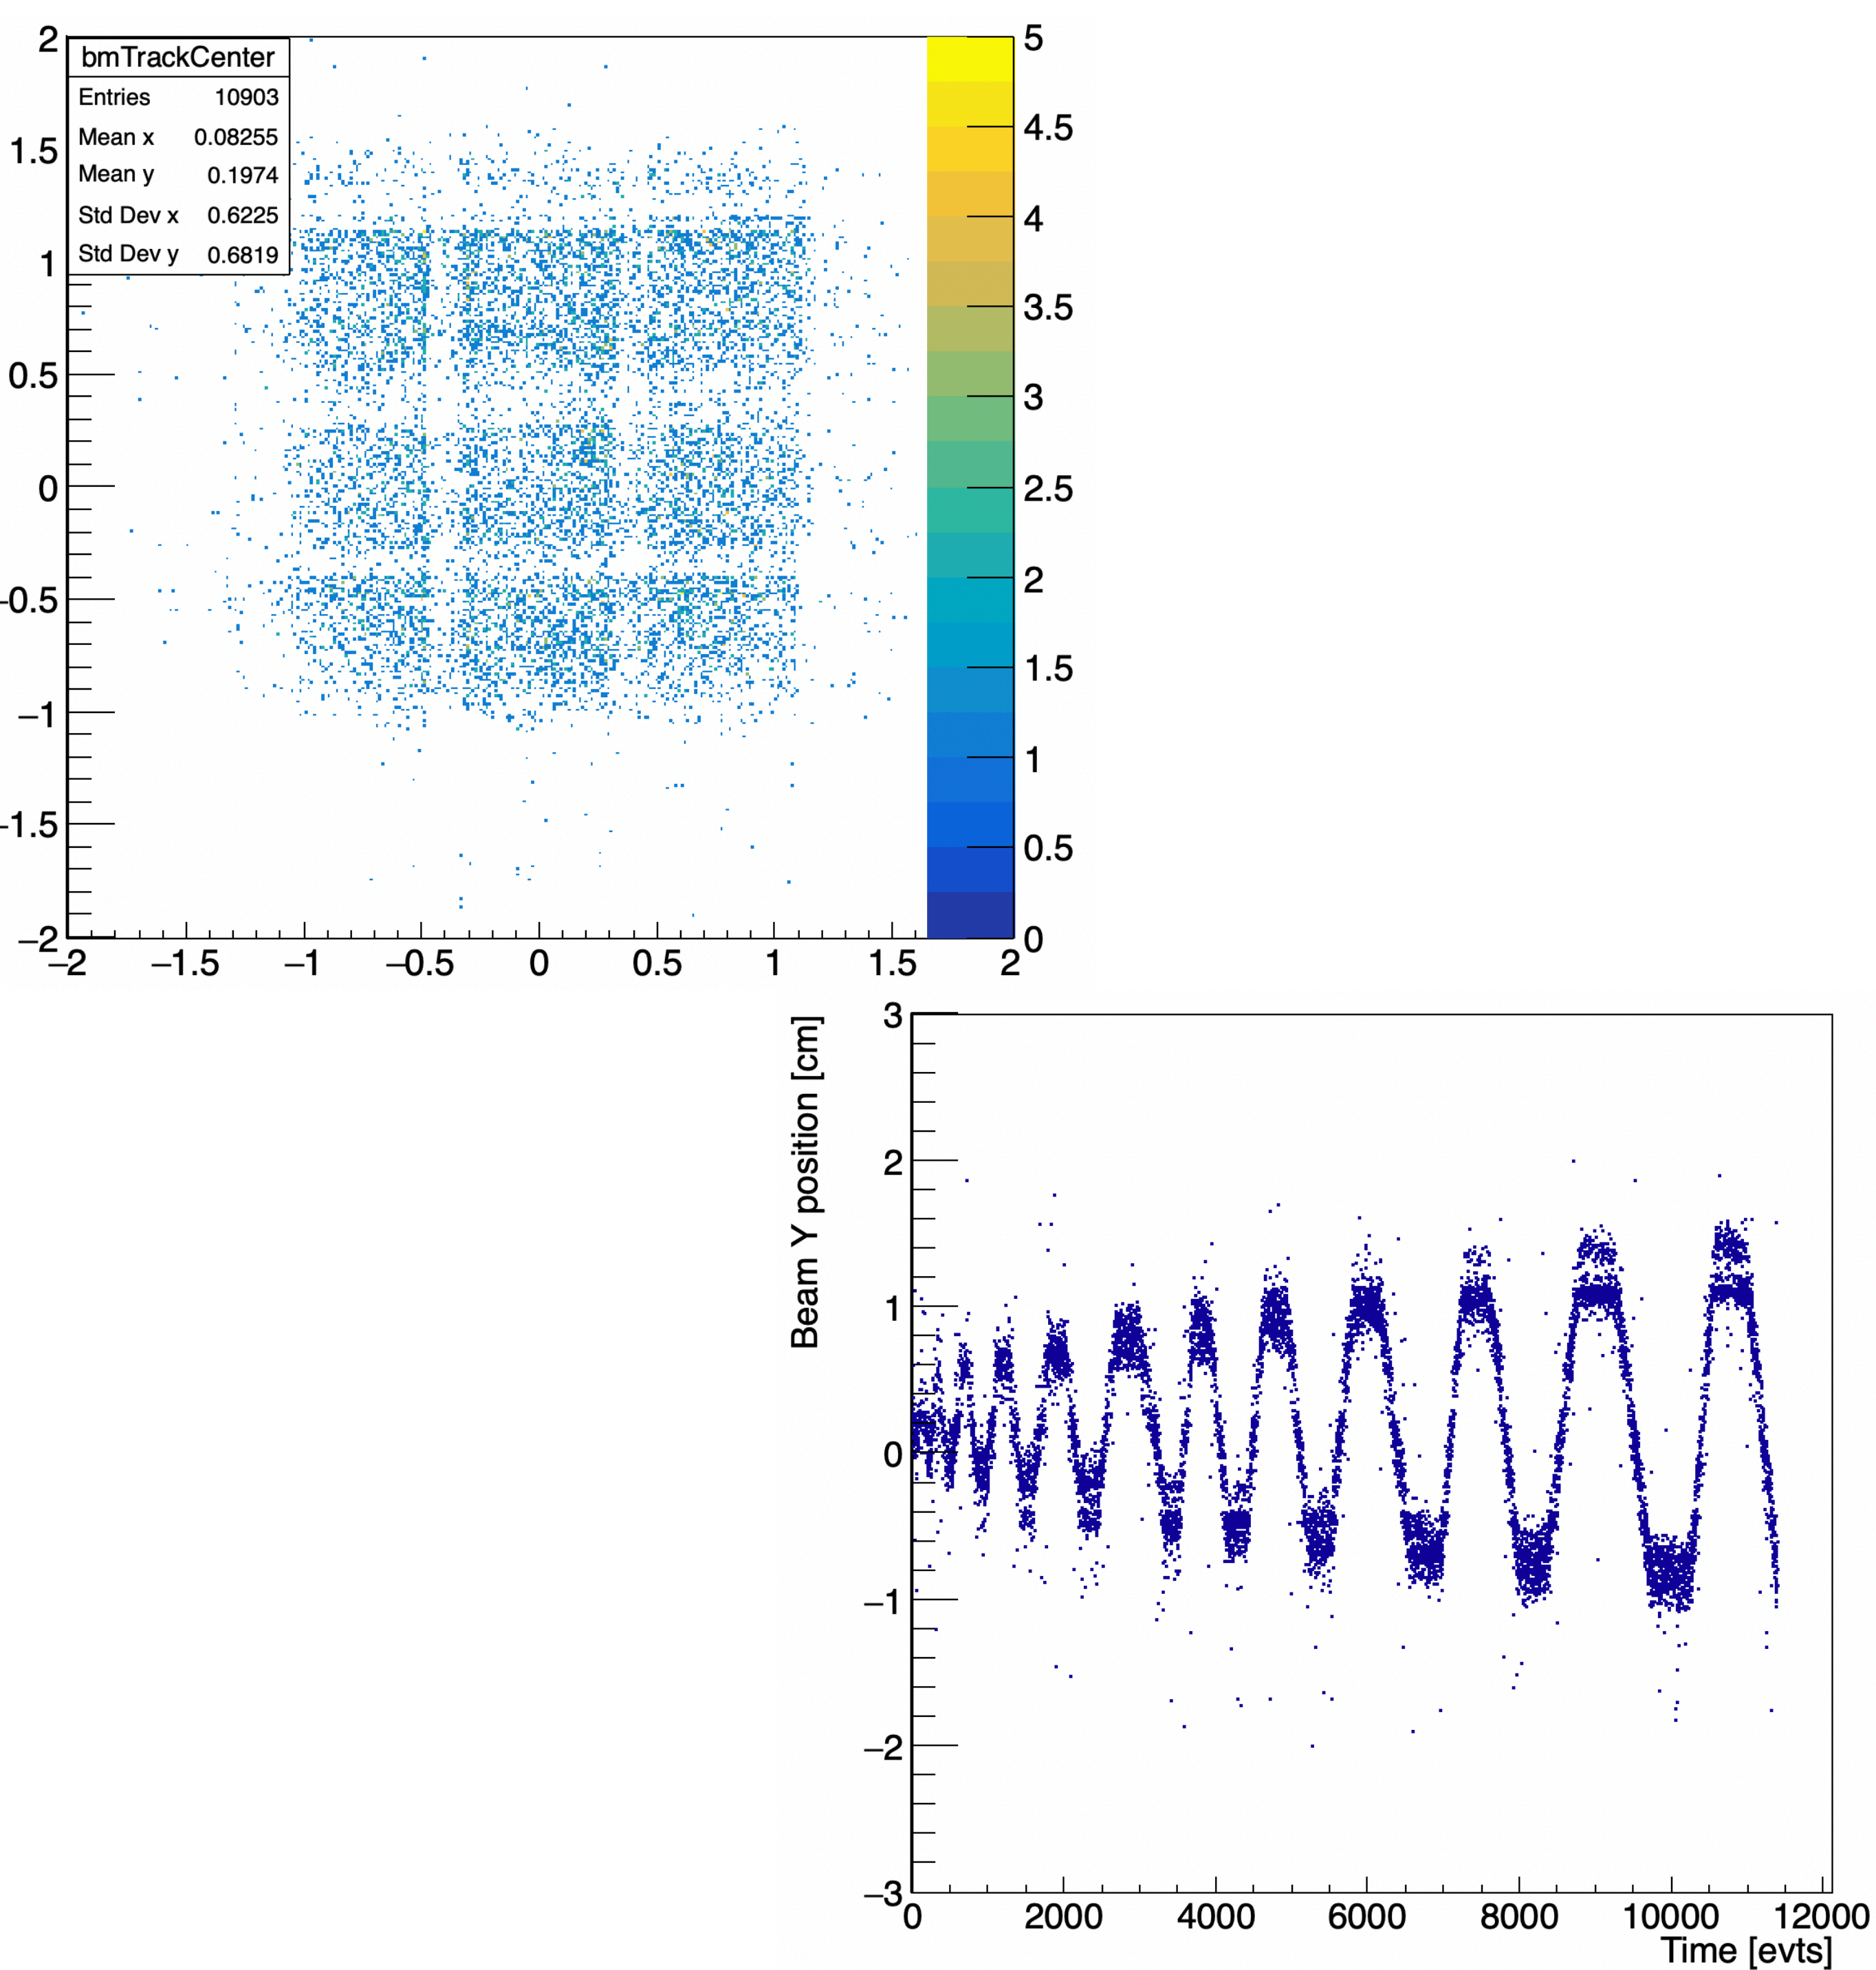 bmTrackCenter
Entries 10903
Mean x 0.08255
Mean y 0.1974
Std Dev x 0.6225
Std Dev y 0.6819
2
1.5
1
0.5
0
−0.5
−1
−1.5
−2
−2 −1.5 −1 −0.5 0 0.5 1 1.5 2
5
4.5
4
3.5
3
2.5
2
1.5
1
0.5
0
Beam Y position [cm]
3
2
1
0
−1
−2
−3
0 2000 4000 6000 8000 10000 12000
Time [evts]